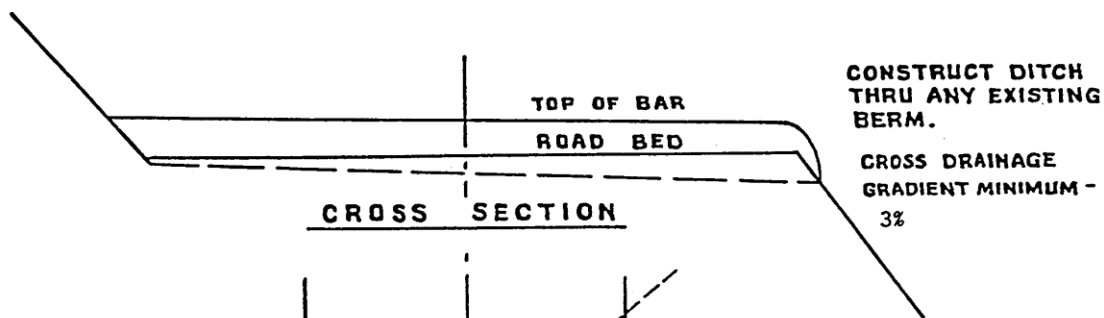 TOP OF BAR
ROAD BED
CROSS SECTION
CONSTRUCT DITCH
THRU ANY EXISTING
BERM.
CROSS DRAINAGE
GRADIENT MINIMUM -
3%